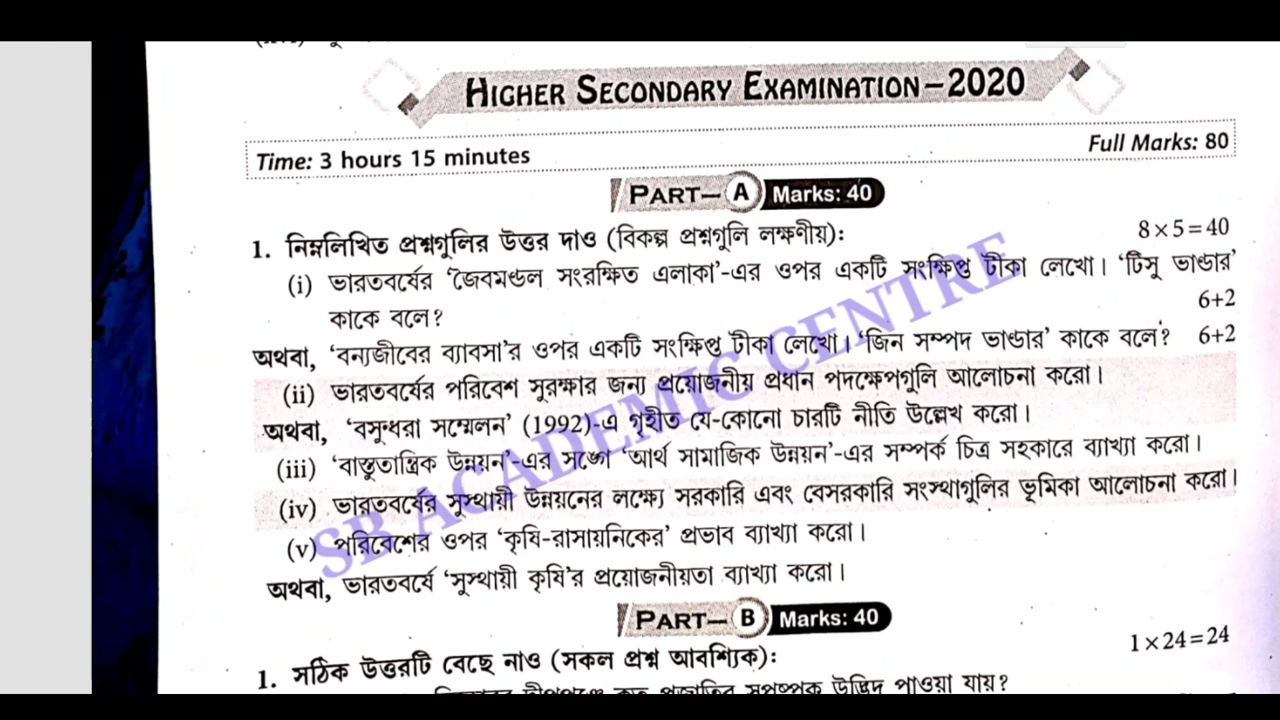 HIGHER SECONDARY EXAMINATION–2020
Time: 3 hours 15 minutes
Full Marks: 80
PART– A Marks: 40
1. নিম্নলিখিত প্রশ্নগুলির উত্তর দাও (বিকল্প প্রশ্নগুলি লক্ষণীয়): 8×5=40
(i) ভারতবর্ষের 'জৈবমণ্ডল সংরক্ষিত এলাকা'-এর ওপর একটি সংক্ষিপ্ত টীকা লেখো। 'টিসু ভাণ্ডার'
কাকে বলে? 6+2
অথবা, 'বন্যজীবের ব্যাবসা'র ওপর একটি সংক্ষিপ্ত টীকা লেখো। 'জিন সম্পদ ভাণ্ডার' কাকে বলে? 6+2
(ii) ভারতবর্ষের পরিবেশ সুরক্ষার জন্য প্রয়োজনীয় প্রধান পদক্ষেপগুলি আলোচনা করো।
অথবা, 'বসুন্ধরা সম্মেলন' (1992)-এ গৃহীত যে-কোনো চারটি নীতি উল্লেখ করো।
(iii) 'বাস্তুতান্ত্রিক উন্নয়ন'-এর সঙ্গে 'আর্থ সামাজিক উন্নয়ন'-এর সম্পর্ক চিত্র সহকারে ব্যাখ্যা করো।
(iv) ভারতবর্ষের সুস্থায়ী উন্নয়নের লক্ষ্যে সরকারি এবং বেসরকারি সংস্থাগুলির ভূমিকা আলোচনা করো।
(v) পরিবেশের ওপর 'কৃষি-রাসায়নিকের' প্রভাব ব্যাখ্যা করো।
অথবা, ভারতবর্ষে 'সুস্থায়ী কৃষি'র প্রয়োজনীয়তা ব্যাখ্যা করো।
SB ACADEMIC CENTRE
PART– B Marks: 40
1. সঠিক উত্তরটি বেছে নাও (সকল প্রশ্ন আবশ্যিক): 1×24=24
প্রজাতির সপুষ্পক উদ্ভিদ পাওয়া যায়?